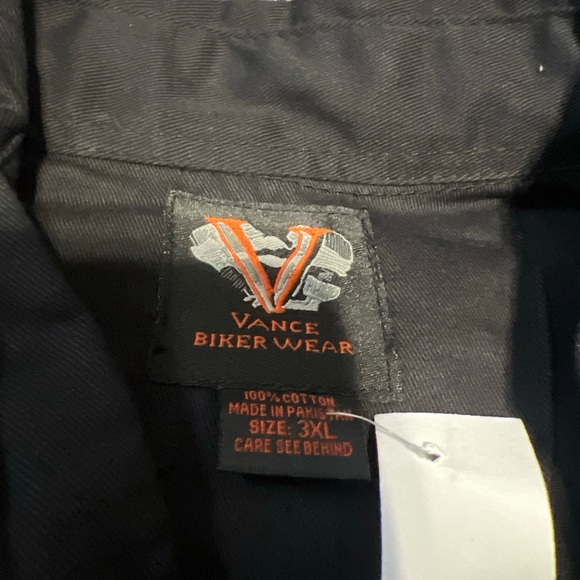 V
VANCE
BIKER WEAR
100% COTTON
MADE IN PAKISTAN
SIZE: 3XL
CARE SEE BEHIND